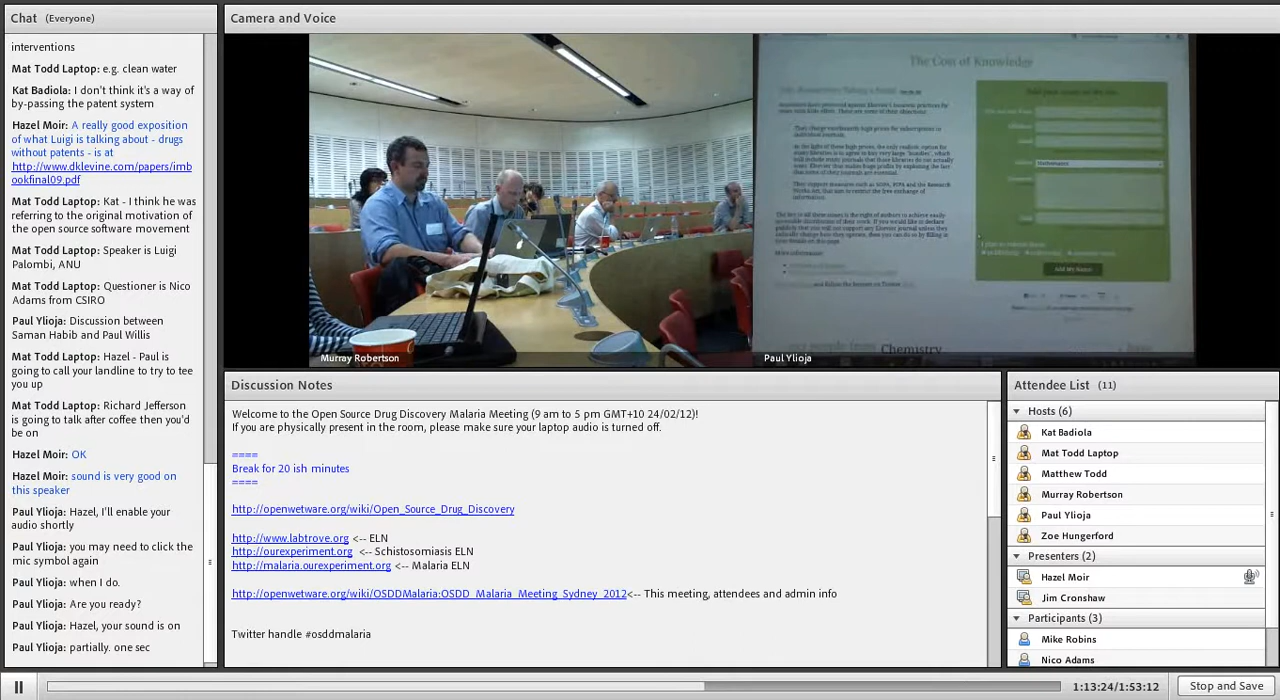 Chat (Everyone)
interventions
Mat Todd Laptop: e.g. clean water
Kat Badiola: I don't think it's a way of
by-passing the patent system
Hazel Moir: A really good exposition
of what Luigi is talking about - drugs
without patents - is at
http://www.dklevine.com/papers/imb
ookfinal09.pdf
Mat Todd Laptop: Kat - I think he was
referring to the original motivation of
the open source software movement
Mat Todd Laptop: Speaker is Luigi
Palombi, ANU
Mat Todd Laptop: Questioner is Nico
Adams from CSIRO
Paul Ylioja: Discussion between
Saman Habib and Paul Willis
Mat Todd Laptop: Hazel - Paul is
going to call your landline to try to tee
you up
Mat Todd Laptop: Richard Jefferson
is going to talk after coffee then you'd
be on
Hazel Moir: OK
Hazel Moir: sound is very good on
this speaker
Paul Ylioja: Hazel, I'll enable your
audio shortly
Paul Ylioja: you may need to click the
mic symbol again
Paul Ylioja: when I do.
Paul Ylioja: Are you ready?
Paul Ylioja: Hazel, your sound is on
Paul Ylioja: partially. one sec
Camera and Voice
Murray Robertson
The Cost of Knowledge
Mathematics
More information:
Add My Name
Chemistry
Paul Ylioja
Discussion Notes
Welcome to the Open Source Drug Discovery Malaria Meeting (9 am to 5 pm GMT+10 24/02/12)!
If you are physically present in the room, please make sure your laptop audio is turned off.
====
Break for 20 ish minutes
====
http://openwetware.org/wiki/Open_Source_Drug_Discovery
http://www.labtrove.org <-- ELN
http://ourexperiment.org <-- Schistosomiasis ELN
http://malaria.ourexperiment.org <-- Malaria ELN
http://openwetware.org/wiki/OSDDMalaria:OSDD_Malaria_Meeting_Sydney_2012<-- This meeting, attendees and admin info
Twitter handle #osddmalaria
Attendee List (11)
Hosts (6)
Kat Badiola
Mat Todd Laptop
Matthew Todd
Murray Robertson
Paul Ylioja
Zoe Hungerford
Presenters (2)
Hazel Moir
Jim Cronshaw
Participants (3)
Mike Robins
Nico Adams
1:13:24/1:53:12
Stop and Save